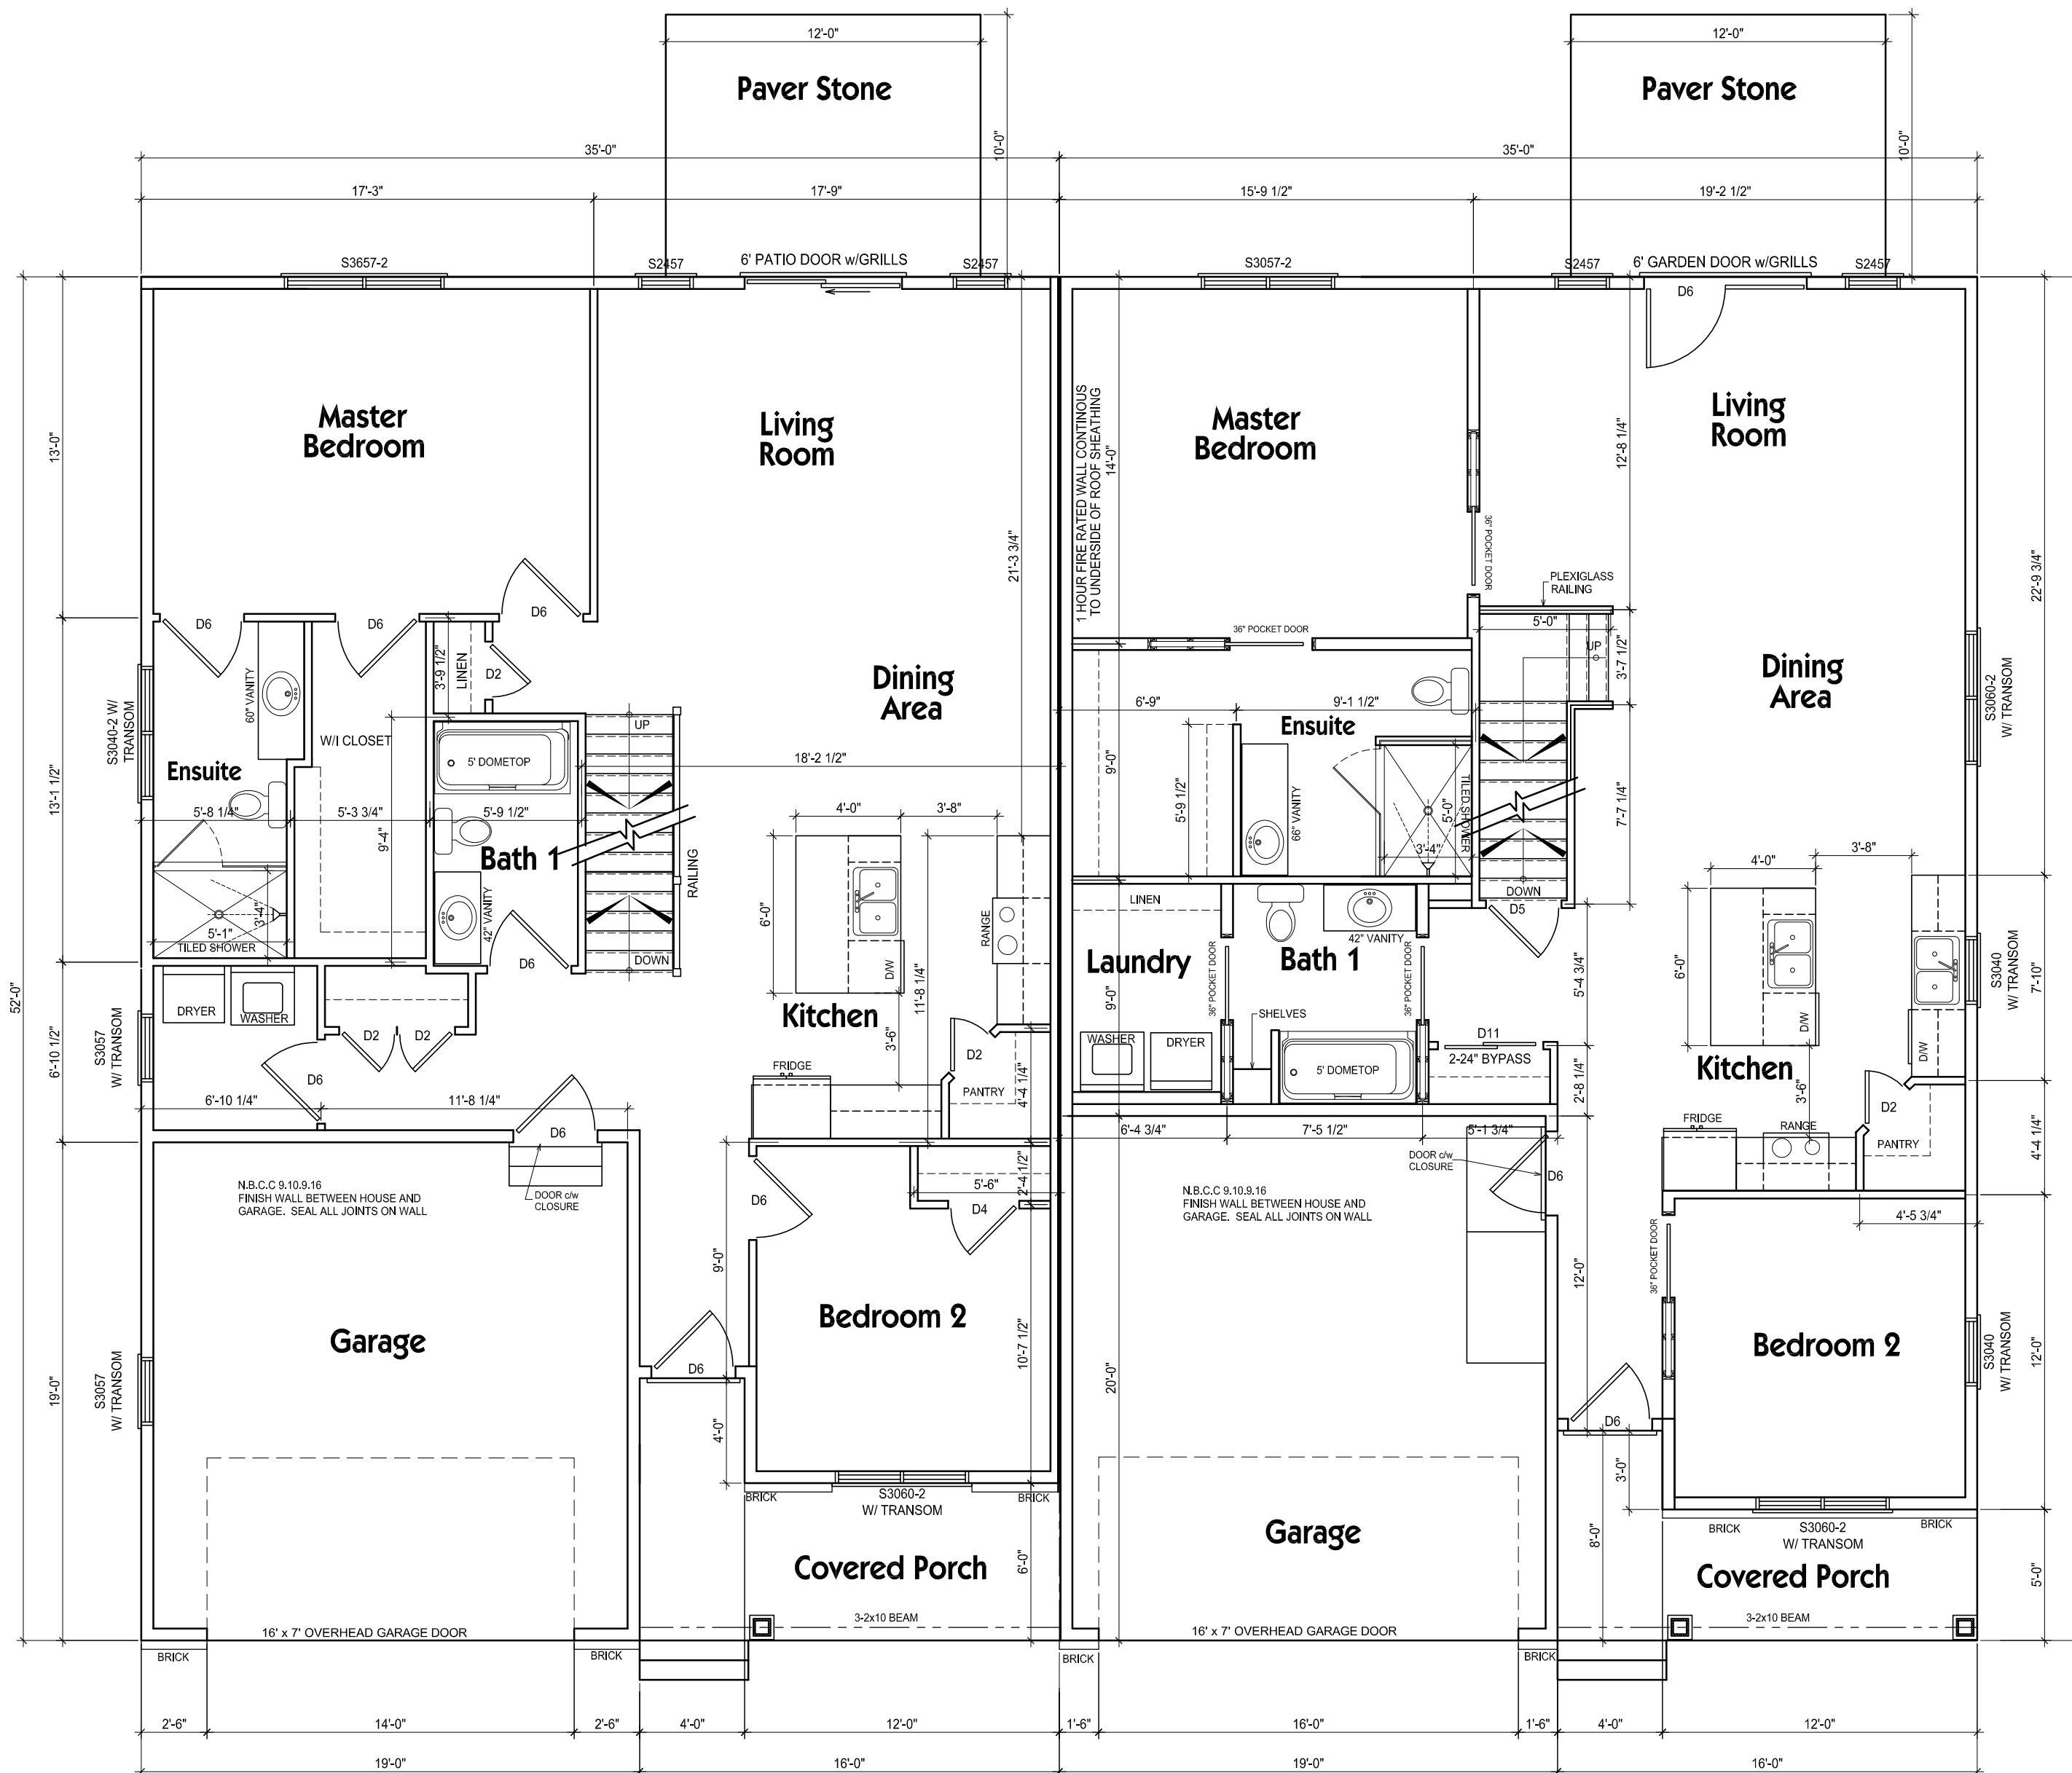 12'-0"
12'-0"
Paver Stone
Paver Stone
10'-0"
10'-0"
35'-0"
35'-0"
17'-3"
17'-9"
15'-9 1/2"
19'-2 1/2"
S3657-2
S2457
6' PATIO DOOR w/GRILLS
S2457
S3057-2
S2457
6' GARDEN DOOR w/GRILLS
S2457
D6
Master
Bedroom
Living
Room
Master
Bedroom
Living
Room
13'-0"
21'-3 3/4"
1 HOUR FIRE RATED WALL CONTINOUS
TO UNDERSIDE OF ROOF SHEATHING
14'-0"
12'-8 1/4"
22'-9 3/4"
36" POCKET DOOR
PLEXIGLASS
RAILING
D6
D6
D6
36" POCKET DOOR
5'-0"
UP
3'-7 1/2"
60" VANITY
3'-9 1/2"
LINEN
D2
Dining
Area
Dining
Area
S3040-2 W/
TRANSOM
S3060-2
W/ TRANSOM
W/I CLOSET
UP
6'-9"
9'-1 1/2"
Ensuite
Ensuite
5' DOMETOP
18'-2 1/2"
13'-1 1/2"
9'-0"
5'-9 1/2"
66" VANITY
5'-0"
TILED SHOWER
7'-7 1/4"
5'-8 1/4"
5'-3 3/4"
5'-9 1/2"
9'-4"
Bath 1
4'-0"
3'-8"
3'-4"
4'-0"
3'-8"
RAILING
3'-4"
5'-1"
TILED SHOWER
42" VANITY
D6
DOWN
6'-0"
RANGE
D/W
11'-8 1/4"
LINEN
42" VANITY
DOWN
D5
6'-0"
Laundry
Bath 1
36" POCKET DOOR
36" POCKET DOOR
9'-0"
5'-4 3/4"
S3040
W/ TRANSOM
7'-10"
52'-0"
DRYER
WASHER
Kitchen
SHELVES
D/W
D/W
S3057
W/ TRANSOM
6'-10 1/2"
D2
D2
3'-6"
D2
WASHER
DRYER
D11
2-24" BYPASS
Kitchen
D6
FRIDGE
PANTRY
4'-4 1/4"
5' DOMETOP
2'-8 1/4"
3'-6"
D2
6'-10 1/4"
11'-8 1/4"
D6
6'-4 3/4"
7'-5 1/2"
5'-1 3/4"
FRIDGE
RANGE
PANTRY
4'-4 1/4"
N.B.C.C 9.10.9.16
FINISH WALL BETWEEN HOUSE AND
GARAGE. SEAL ALL JOINTS ON WALL
DOOR c/w
CLOSURE
D6
5'-6"
2'-4 1/2"
D4
N.B.C.C 9.10.9.16
FINISH WALL BETWEEN HOUSE AND
GARAGE. SEAL ALL JOINTS ON WALL
DOOR c/w
CLOSURE
D6
4'-5 3/4"
9'-0"
12'-0"
36" POCKET DOOR
Garage
Bedroom 2
Bedroom 2
S3057
W/ TRANSOM
19'-0"
D6
10'-7 1/2"
20'-0"
S3040
W/ TRANSOM
12'-0"
4'-0"
D6
3'-0"
BRICK
S3060-2
W/ TRANSOM
BRICK
BRICK
S3060-2
W/ TRANSOM
BRICK
Garage
8'-0"
Covered Porch
6'-0"
Covered Porch
5'-0"
3-2x10 BEAM
3-2x10 BEAM
16' x 7' OVERHEAD GARAGE DOOR
16' x 7' OVERHEAD GARAGE DOOR
BRICK
BRICK
BRICK
BRICK
2'-6"
14'-0"
2'-6"
4'-0"
12'-0"
1'-6"
16'-0"
1'-6"
4'-0"
12'-0"
19'-0"
16'-0"
19'-0"
16'-0"